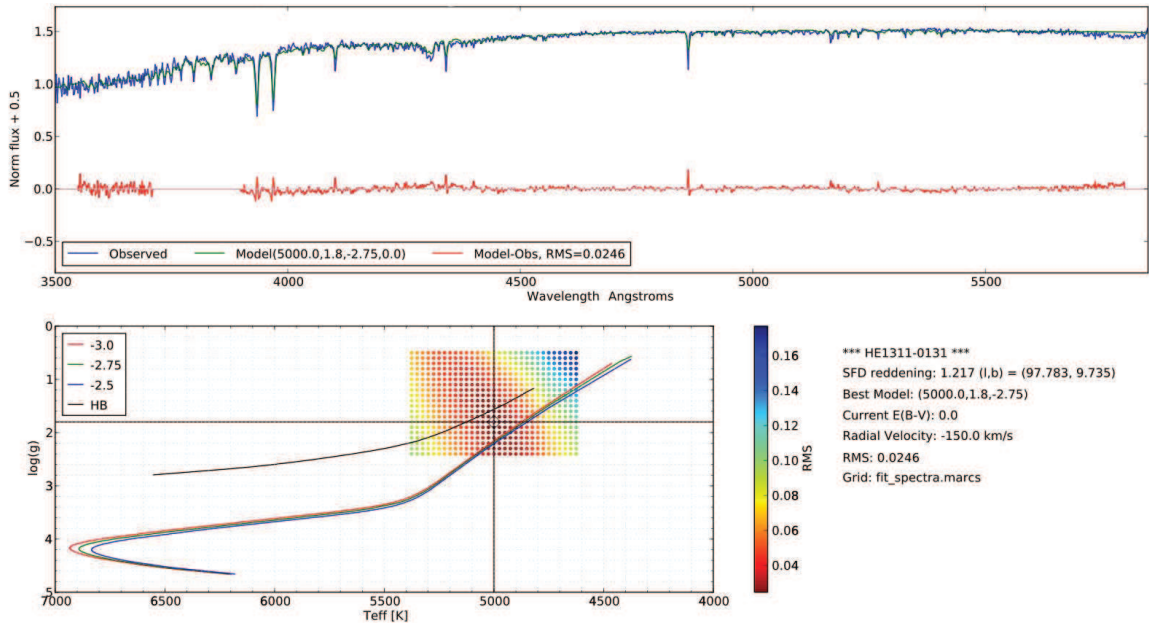 1.5
1.0
0.5
0.0
−0.5
Norm flux + 0.5
Observed
Model(5000.0,1.8,-2.75,0.0)
Model-Obs, RMS=0.0246
3500
4000
4500
5000
5500
Wavelength Angstroms
0
1
2
3
4
5
log(g)
-3.0
-2.75
-2.5
HB
7000
6500
6000
5500
5000
4500
4000
Teff [K]
0.16
0.14
0.12
0.10
0.08
0.06
0.04
RMS
*** HE1311-0131 ***
SFD reddening: 1.217 (l,b) = (97.783, 9.735)
Best Model: (5000.0,1.8,-2.75)
Current E(B-V): 0.0
Radial Velocity: -150.0 km/s
RMS: 0.0246
Grid: fit_spectra.marcs